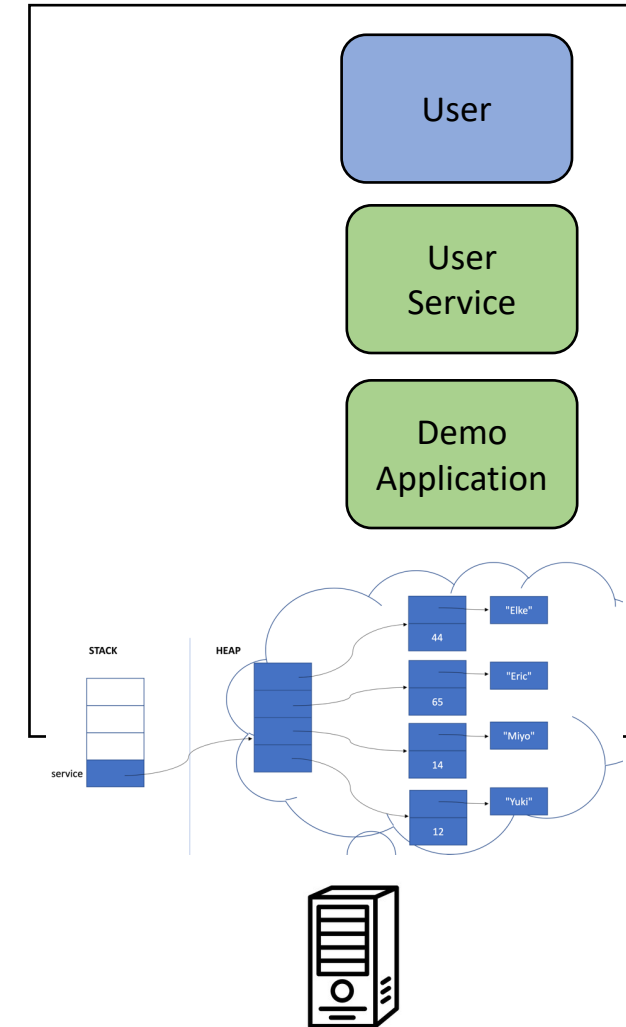 User
User
Service
Demo
Application
STACK
HEAP
"Elke"
44
"Eric"
65
"Miyo"
14
service
"Yuki"
12